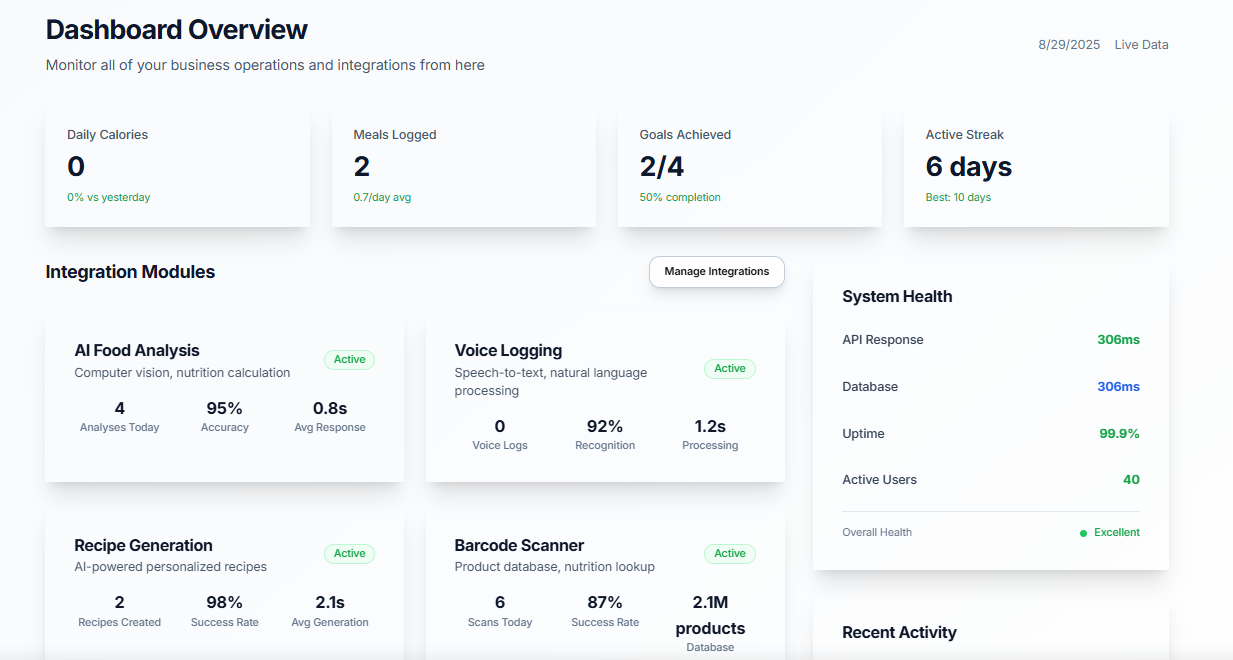 Dashboard Overview
Monitor all of your business operations and integrations from here
8/29/2025 Live Data
Daily Calories
0
0% vs yesterday
Meals Logged
2
0.7/day avg
Goals Achieved
2/4
50% completion
Active Streak
6 days
Best: 10 days
Integration Modules
Manage Integrations
AI Food Analysis
Computer vision, nutrition calculation
Active
4
Analyses Today
95%
Accuracy
0.8s
Avg Response
Voice Logging
Speech-to-text, natural language
processing
Active
0
Voice Logs
92%
Recognition
1.2s
Processing
Recipe Generation
AI-powered personalized recipes
Active
2
Recipes Created
98%
Success Rate
2.1s
Avg Generation
Barcode Scanner
Product database, nutrition lookup
Active
6
Scans Today
87%
Success Rate
2.1M
products
Database
System Health
API Response 306ms
Database 306ms
Uptime 99.9%
Active Users 40
Overall Health Excellent
Recent Activity